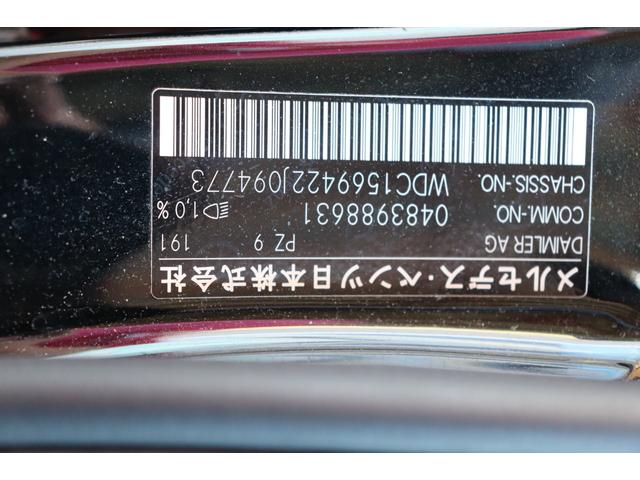 メルセデス・ベンツ日本株式会社
DAIMLER AG PZ 9 191
COMM.-NO. 0483988631 1,0%
CHASSIS.-NO. WDC1569422J094773